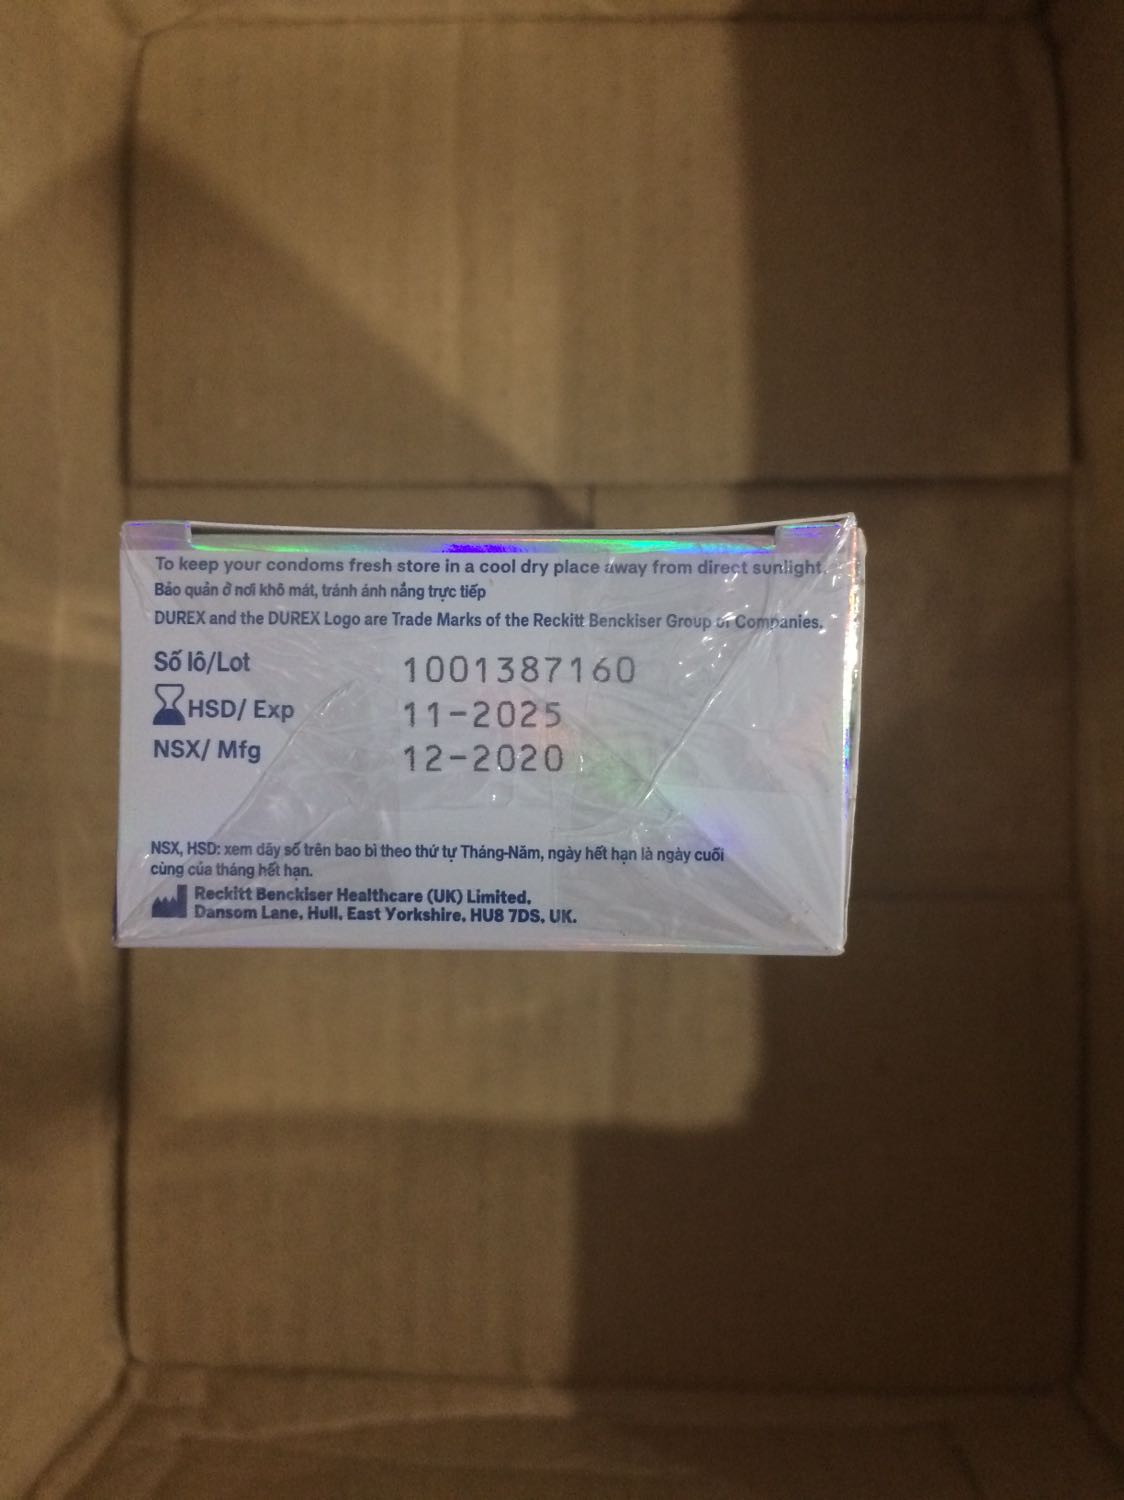 To keep your condoms fresh store in a cool dry place away from direct sunlight.
Bảo quản ở nơi khô mát, tránh ánh nắng trực tiếp
DUREX and the DUREX Logo are Trade Marks of the Reckitt Benckiser Group of Companies.
Số lô/Lot 1001387160
HSD/ Exp 11-2025
NSX/ Mfg 12-2020
NSX, HSD: xem dãy số trên bao bì theo thứ tự Tháng-Năm, ngày hết hạn là ngày cuối
cùng của tháng hết hạn.
Reckitt Benckiser Healthcare (UK) Limited,
Dansom Lane, Hull, East Yorkshire, HU8 7DS, UK.